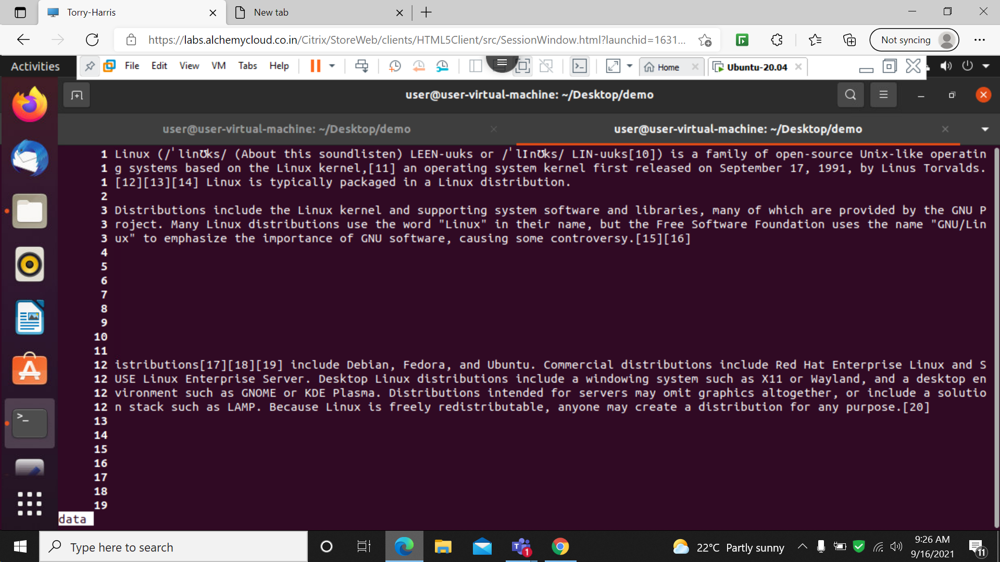 Torry-Harris
New tab
https://labs.alchemycloud.co.in/Citrix/StoreWeb/clients/HTML5Client/src/SessionWindow.html?launchid=1631...
Not syncing
Activities
File Edit View VM Tabs Help
Home
Ubuntu-20.04
user@user-virtual-machine: ~/Desktop/demo
user@user-virtual-machine: ~/Desktop/demo
user@user-virtual-machine: ~/Desktop/demo
1 Linux (/ˈlinʊks/ (About this soundlisten) LEEN-uuks or /ˈlɪnʊks/ LIN-uuks[10]) is a family of open-source Unix-like operatin
1 g systems based on the Linux kernel,[11] an operating system kernel first released on September 17, 1991, by Linus Torvalds.
1 [12][13][14] Linux is typically packaged in a Linux distribution.
2
3 Distributions include the Linux kernel and supporting system software and libraries, many of which are provided by the GNU P
3 roject. Many Linux distributions use the word "Linux" in their name, but the Free Software Foundation uses the name "GNU/Lin
3 ux" to emphasize the importance of GNU software, causing some controversy.[15][16]
4
5
6
7
8
9
10
11
12 istributions[17][18][19] include Debian, Fedora, and Ubuntu. Commercial distributions include Red Hat Enterprise Linux and S
12 USE Linux Enterprise Server. Desktop Linux distributions include a windowing system such as X11 or Wayland, and a desktop en
12 vironment such as GNOME or KDE Plasma. Distributions intended for servers may omit graphics altogether, or include a solutio
12 n stack such as LAMP. Because Linux is freely redistributable, anyone may create a distribution for any purpose.[20]
13
14
15
16
17
18
19
data
Type here to search
1
22°C Partly sunny
9:26 AM
9/16/2021
11